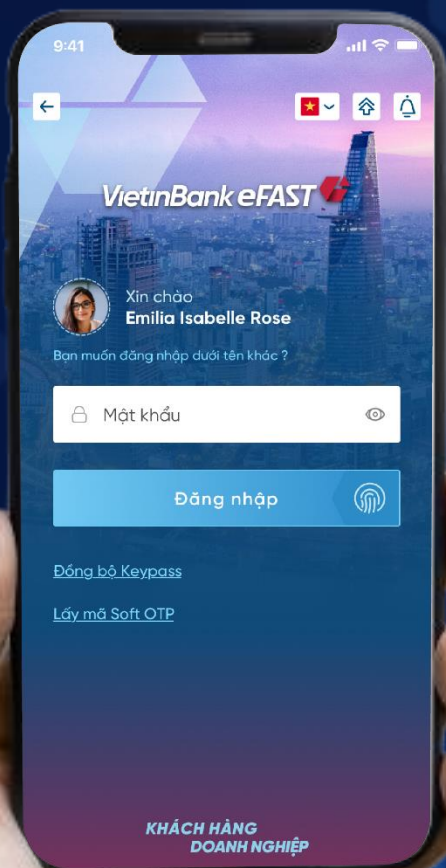 9:41
VietinBank eFAST
Xin chào
Emilia Isabelle Rose
Bạn muốn đăng nhập dưới tên khác ?
Mật khẩu
Đăng nhập
Đồng bộ Keypass
Lấy mã Soft OTP
KHÁCH HÀNG
DOANH NGHIỆP